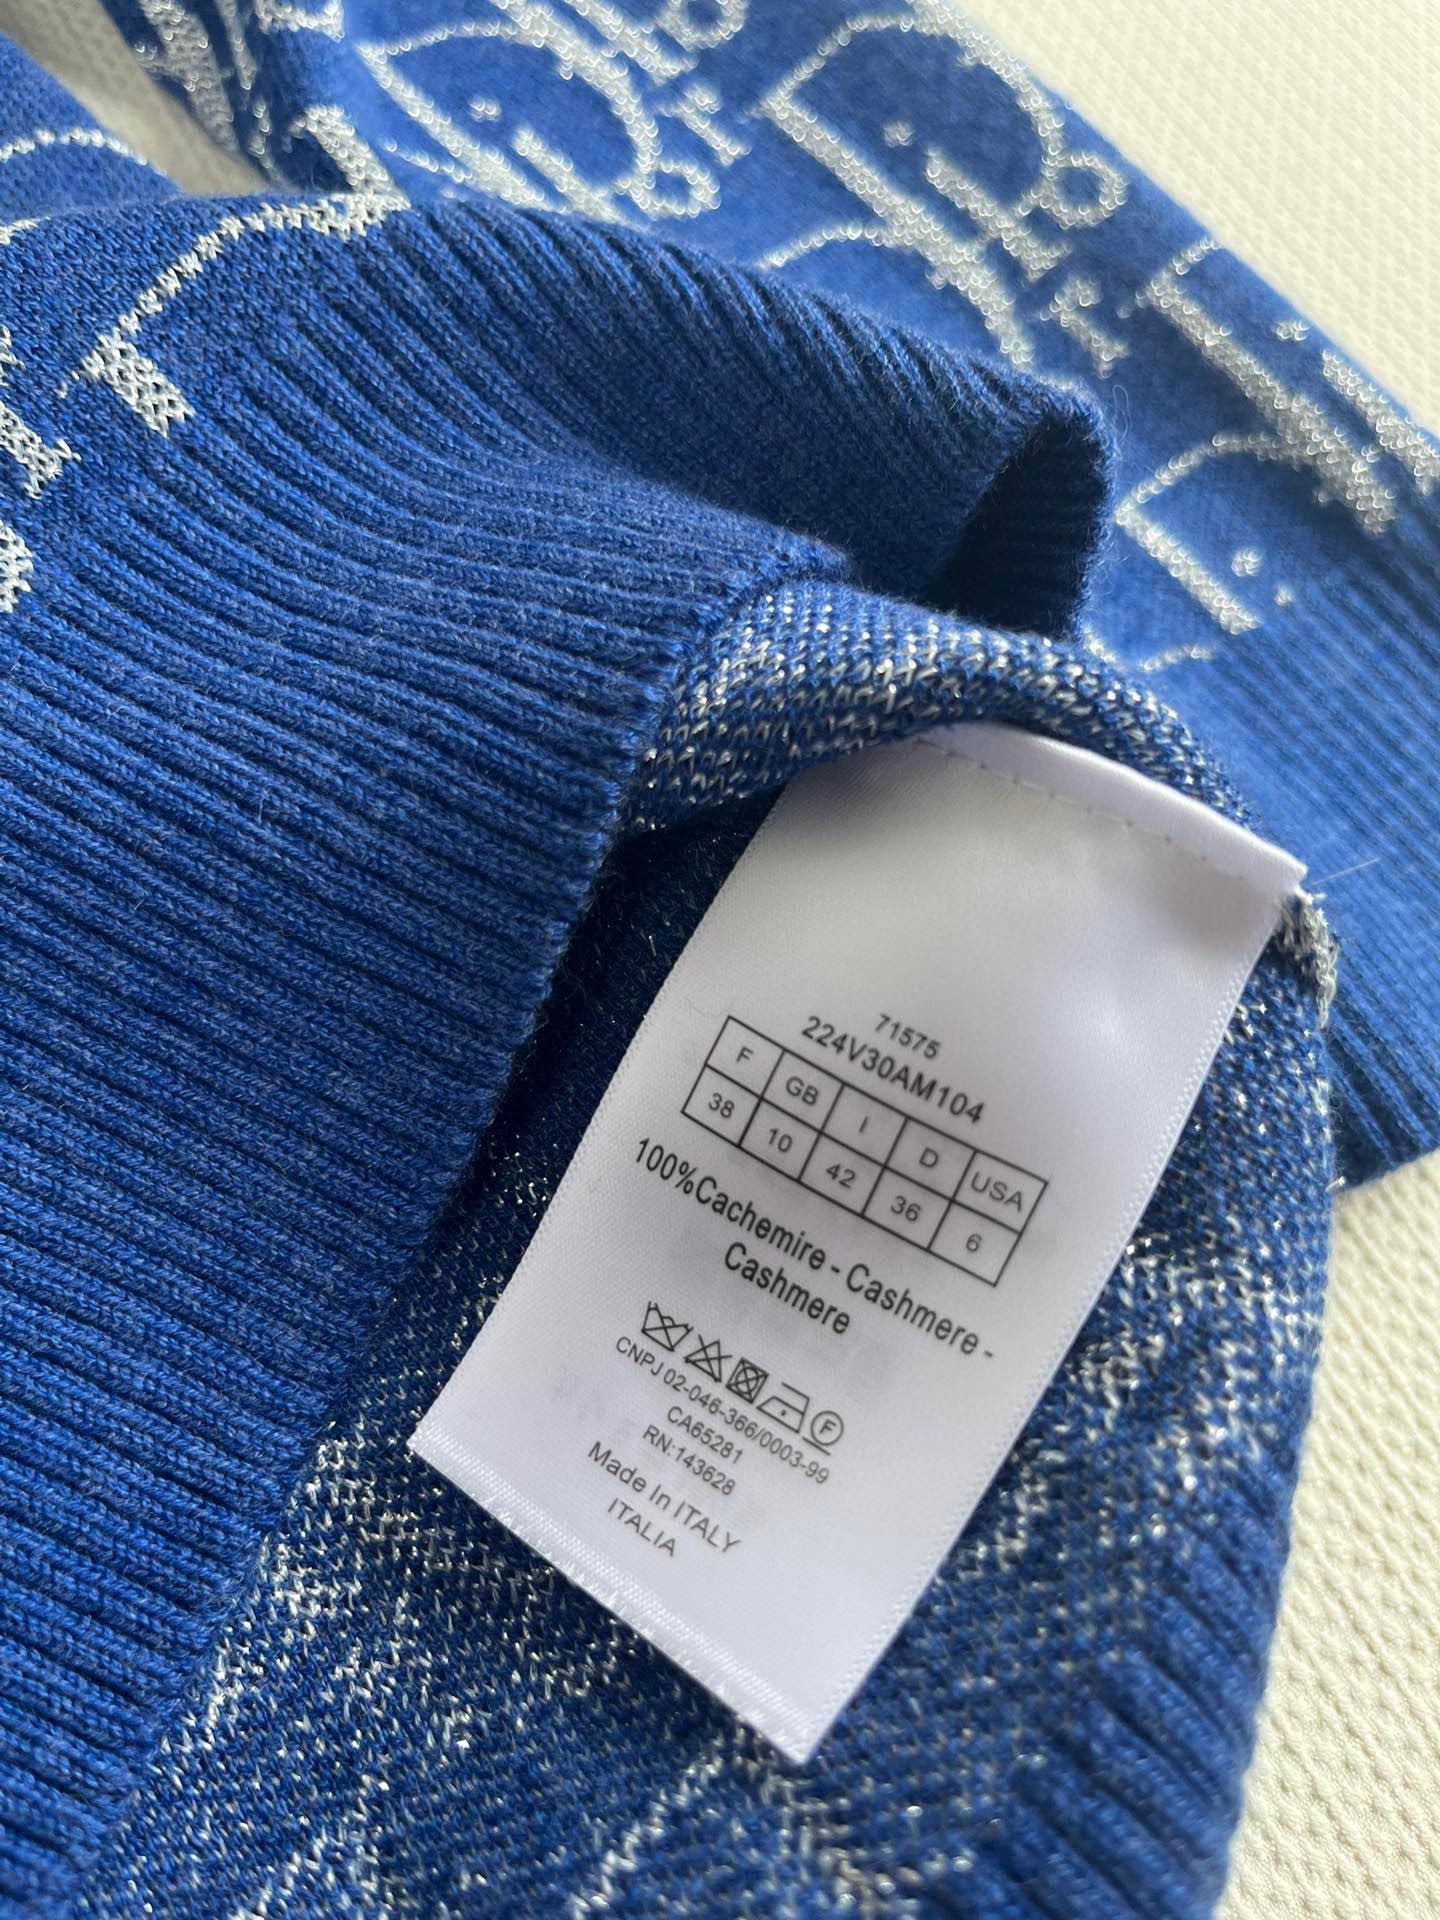 71575
224V30AM104
F GB I D USA
38 10 42 36 6
100%Cachemire - Cashmere -
Cashmere
F
CNPJ 02-046-366/0003-99
CA65281
RN:143628
Made In ITALY
ITALIA